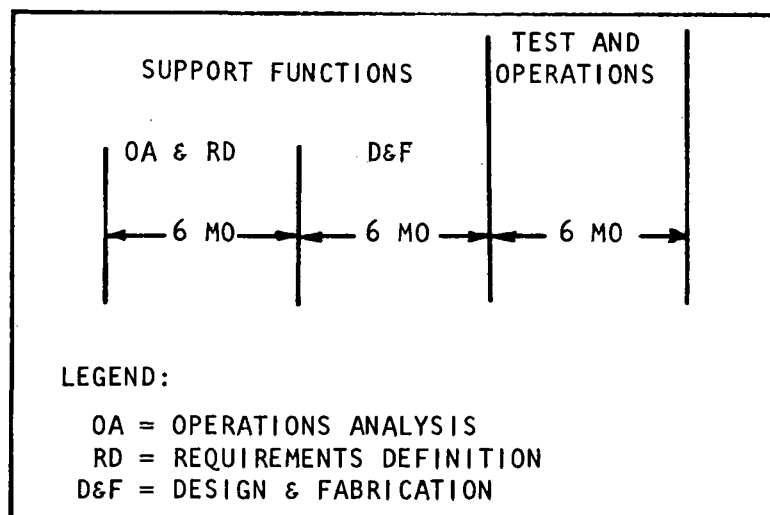 TEST AND
SUPPORT FUNCTIONS OPERATIONS
OA & RD D&F
6 MO 6 MO 6 MO
LEGEND:
OA = OPERATIONS ANALYSIS
RD = REQUIREMENTS DEFINITION
D&F = DESIGN & FABRICATION